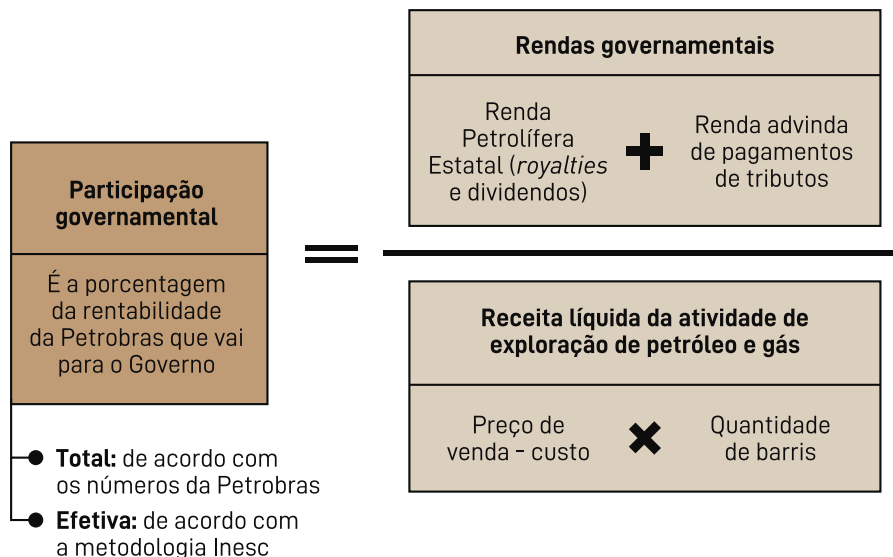 Participação
governamental
É a porcentagem
da rentabilidade
da Petrobras que vai
para o Governo
Total: de acordo com
os números da Petrobras
Efetiva: de acordo com
a metodologia Inesc
=
Rendas governamentais
Renda
Petrolífera
Estatal (royalties
e dividendos)
+
Renda advinda
de pagamentos
de tributos
Receita líquida da atividade de
exploração de petróleo e gás
Preço de
venda - custo
×
Quantidade
de barris